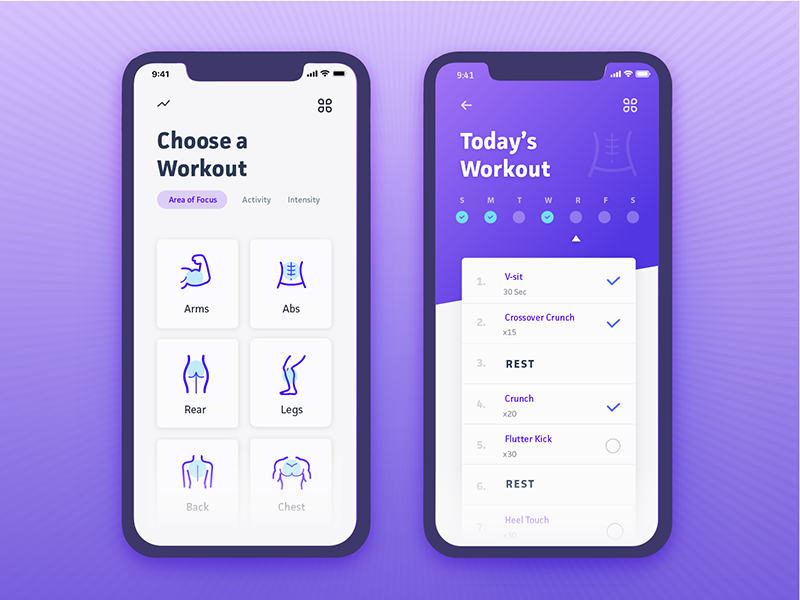 9:41
Choose a
Workout
Area of Focus Activity Intensity
Arms Abs
Rear Legs
Back Chest
9:41
Today's
Workout
S M T W R F S
1. V-sit
30 Sec
2. Crossover Crunch
x15
3. REST
4. Crunch
x20
5. Flutter Kick
x30
6. REST
7. Heel Touch
x30